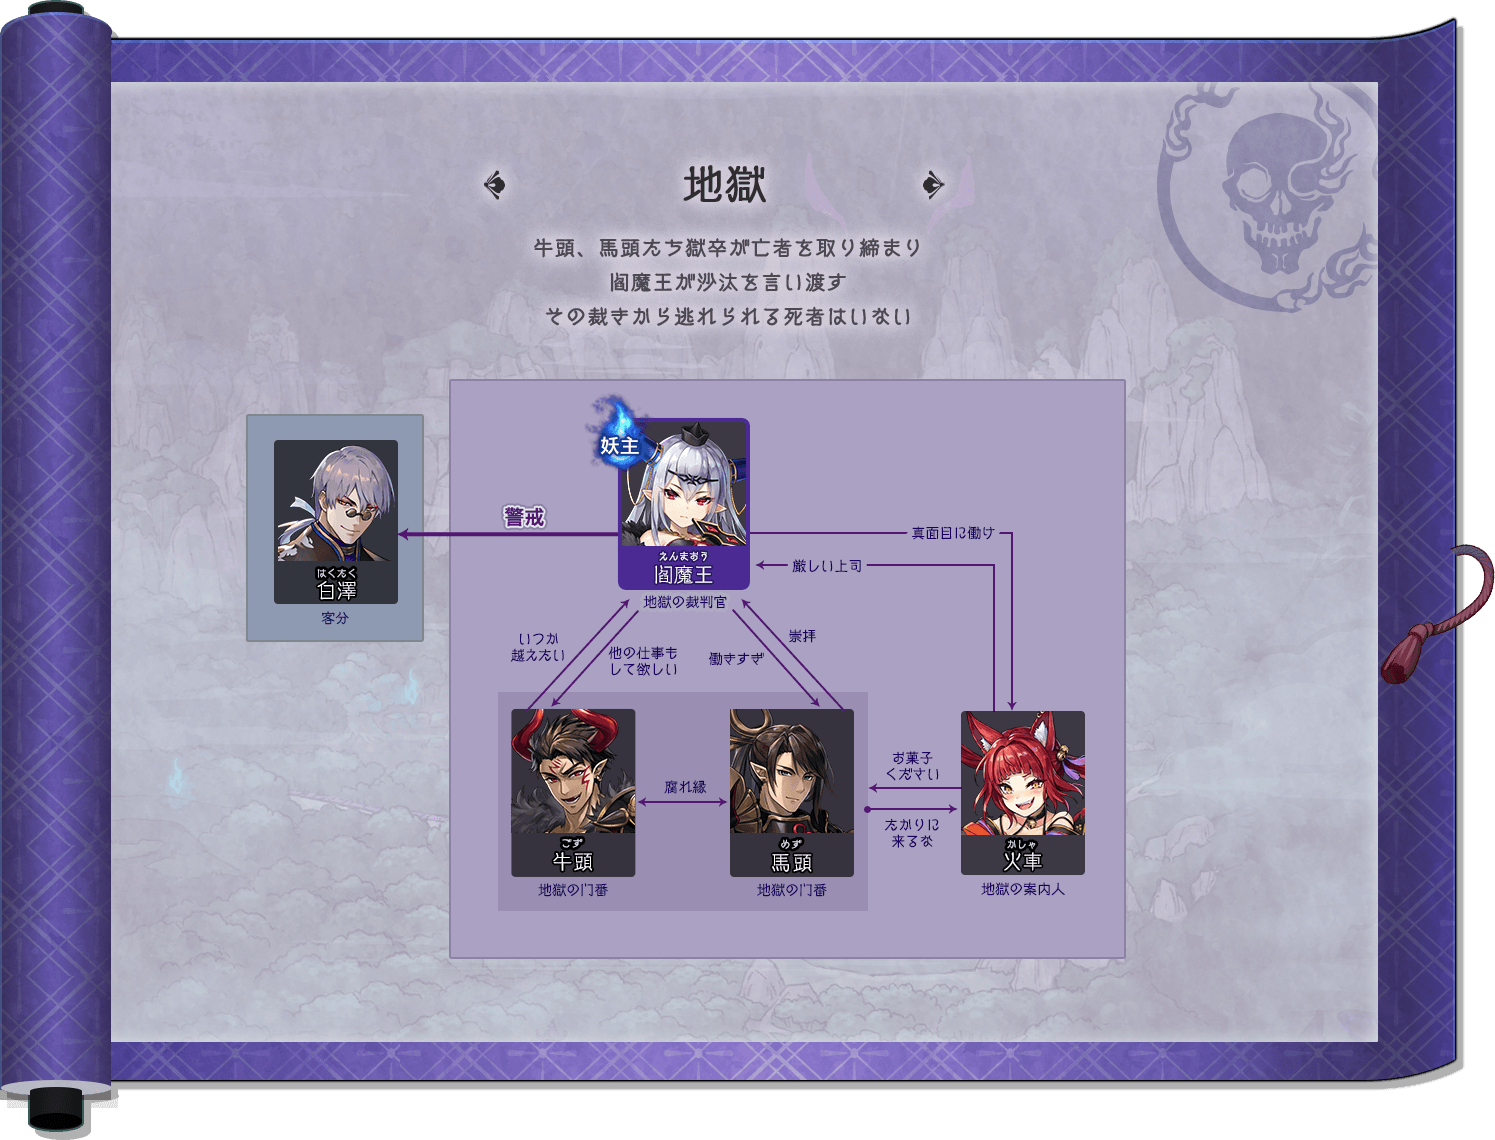 地獄
牛頭、馬頭たち獄卒が亡者を取り締まり
閻魔王が沙汰を言い渡す
その裁きから逃れられる死者はいない
妖主
えんまおう
閻魔王
地獄の裁判官
警戒
はくたく
白澤
客分
真面目に働け
厳しい上司
いつか
越えたい
他の仕事も
して欲しい
働きすぎ
崇拝
ごず
牛頭
地獄の門番
腐れ縁
めず
馬頭
地獄の門番
お菓子
ください
たかりに
来るな
かしゃ
火車
地獄の案内人